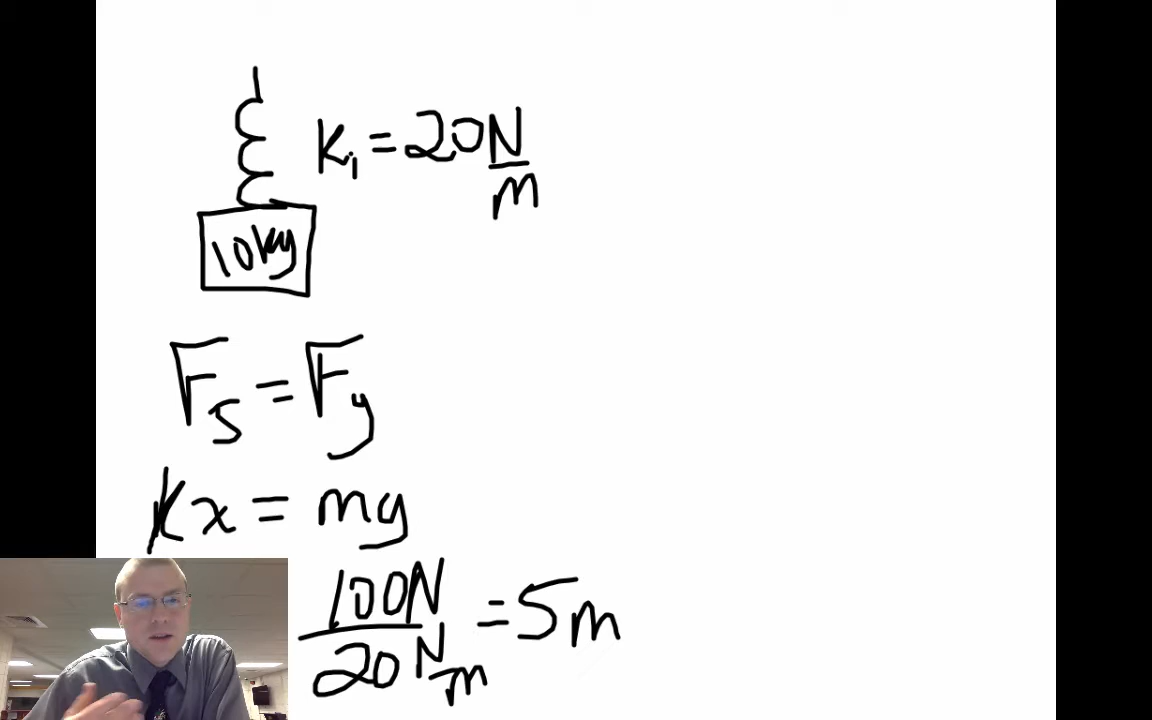 K₁ = 20 N/m
10kg
Fs = Fg
Kx = mg
100N / 20 N/m = 5m